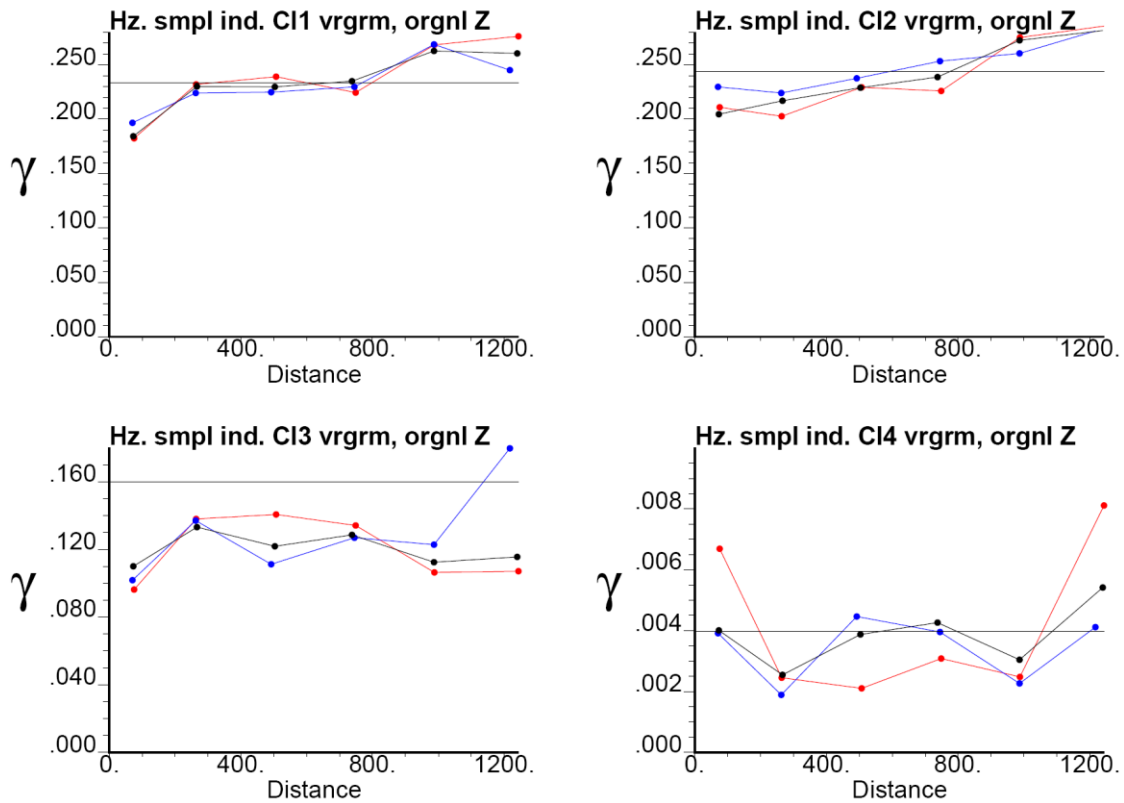 Hz. smpl ind. Cl1 vrgrm, orgnl Z
γ
.250
.200
.150
.100
.050
.000
0. 400. 800. 1200.
Distance
Hz. smpl ind. Cl2 vrgrm, orgnl Z
γ
.250
.200
.150
.100
.050
.000
0. 400. 800. 1200.
Distance
Hz. smpl ind. Cl3 vrgrm, orgnl Z
γ
.160
.120
.080
.040
.000
0. 400. 800. 1200.
Distance
Hz. smpl ind. Cl4 vrgrm, orgnl Z
γ
.008
.006
.004
.002
.000
0. 400. 800. 1200.
Distance